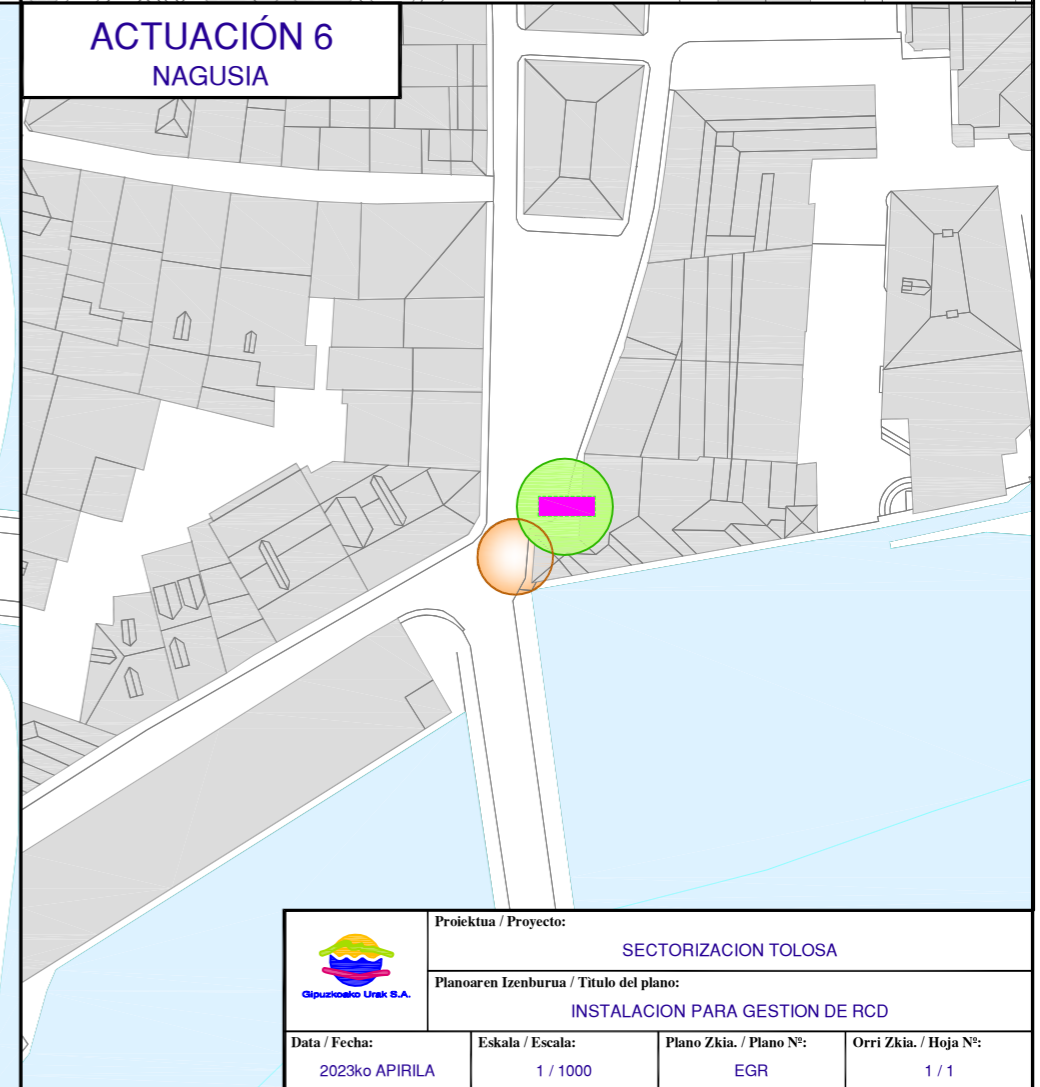 ACTUACIÓN 6
NAGUSIA
Gipuzkoako Urak S.A.
Proiektua / Proyecto:
SECTORIZACION TOLOSA
Planoaren Izenburua / Titulo del plano:
INSTALACION PARA GESTION DE RCD
Data / Fecha:
2023ko APIRILA
Eskala / Escala:
1 / 1000
Plano Zkia. / Plano Nº:
EGR
Orri Zkia. / Hoja Nº:
1 / 1